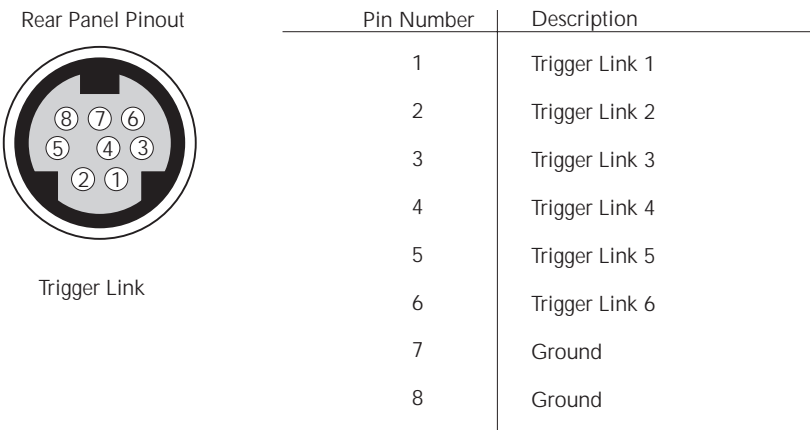 Rear Panel Pinout
8 7 6
5 4 3
2 1
Trigger Link
Pin Number Description
1 Trigger Link 1
2 Trigger Link 2
3 Trigger Link 3
4 Trigger Link 4
5 Trigger Link 5
6 Trigger Link 6
7 Ground
8 Ground